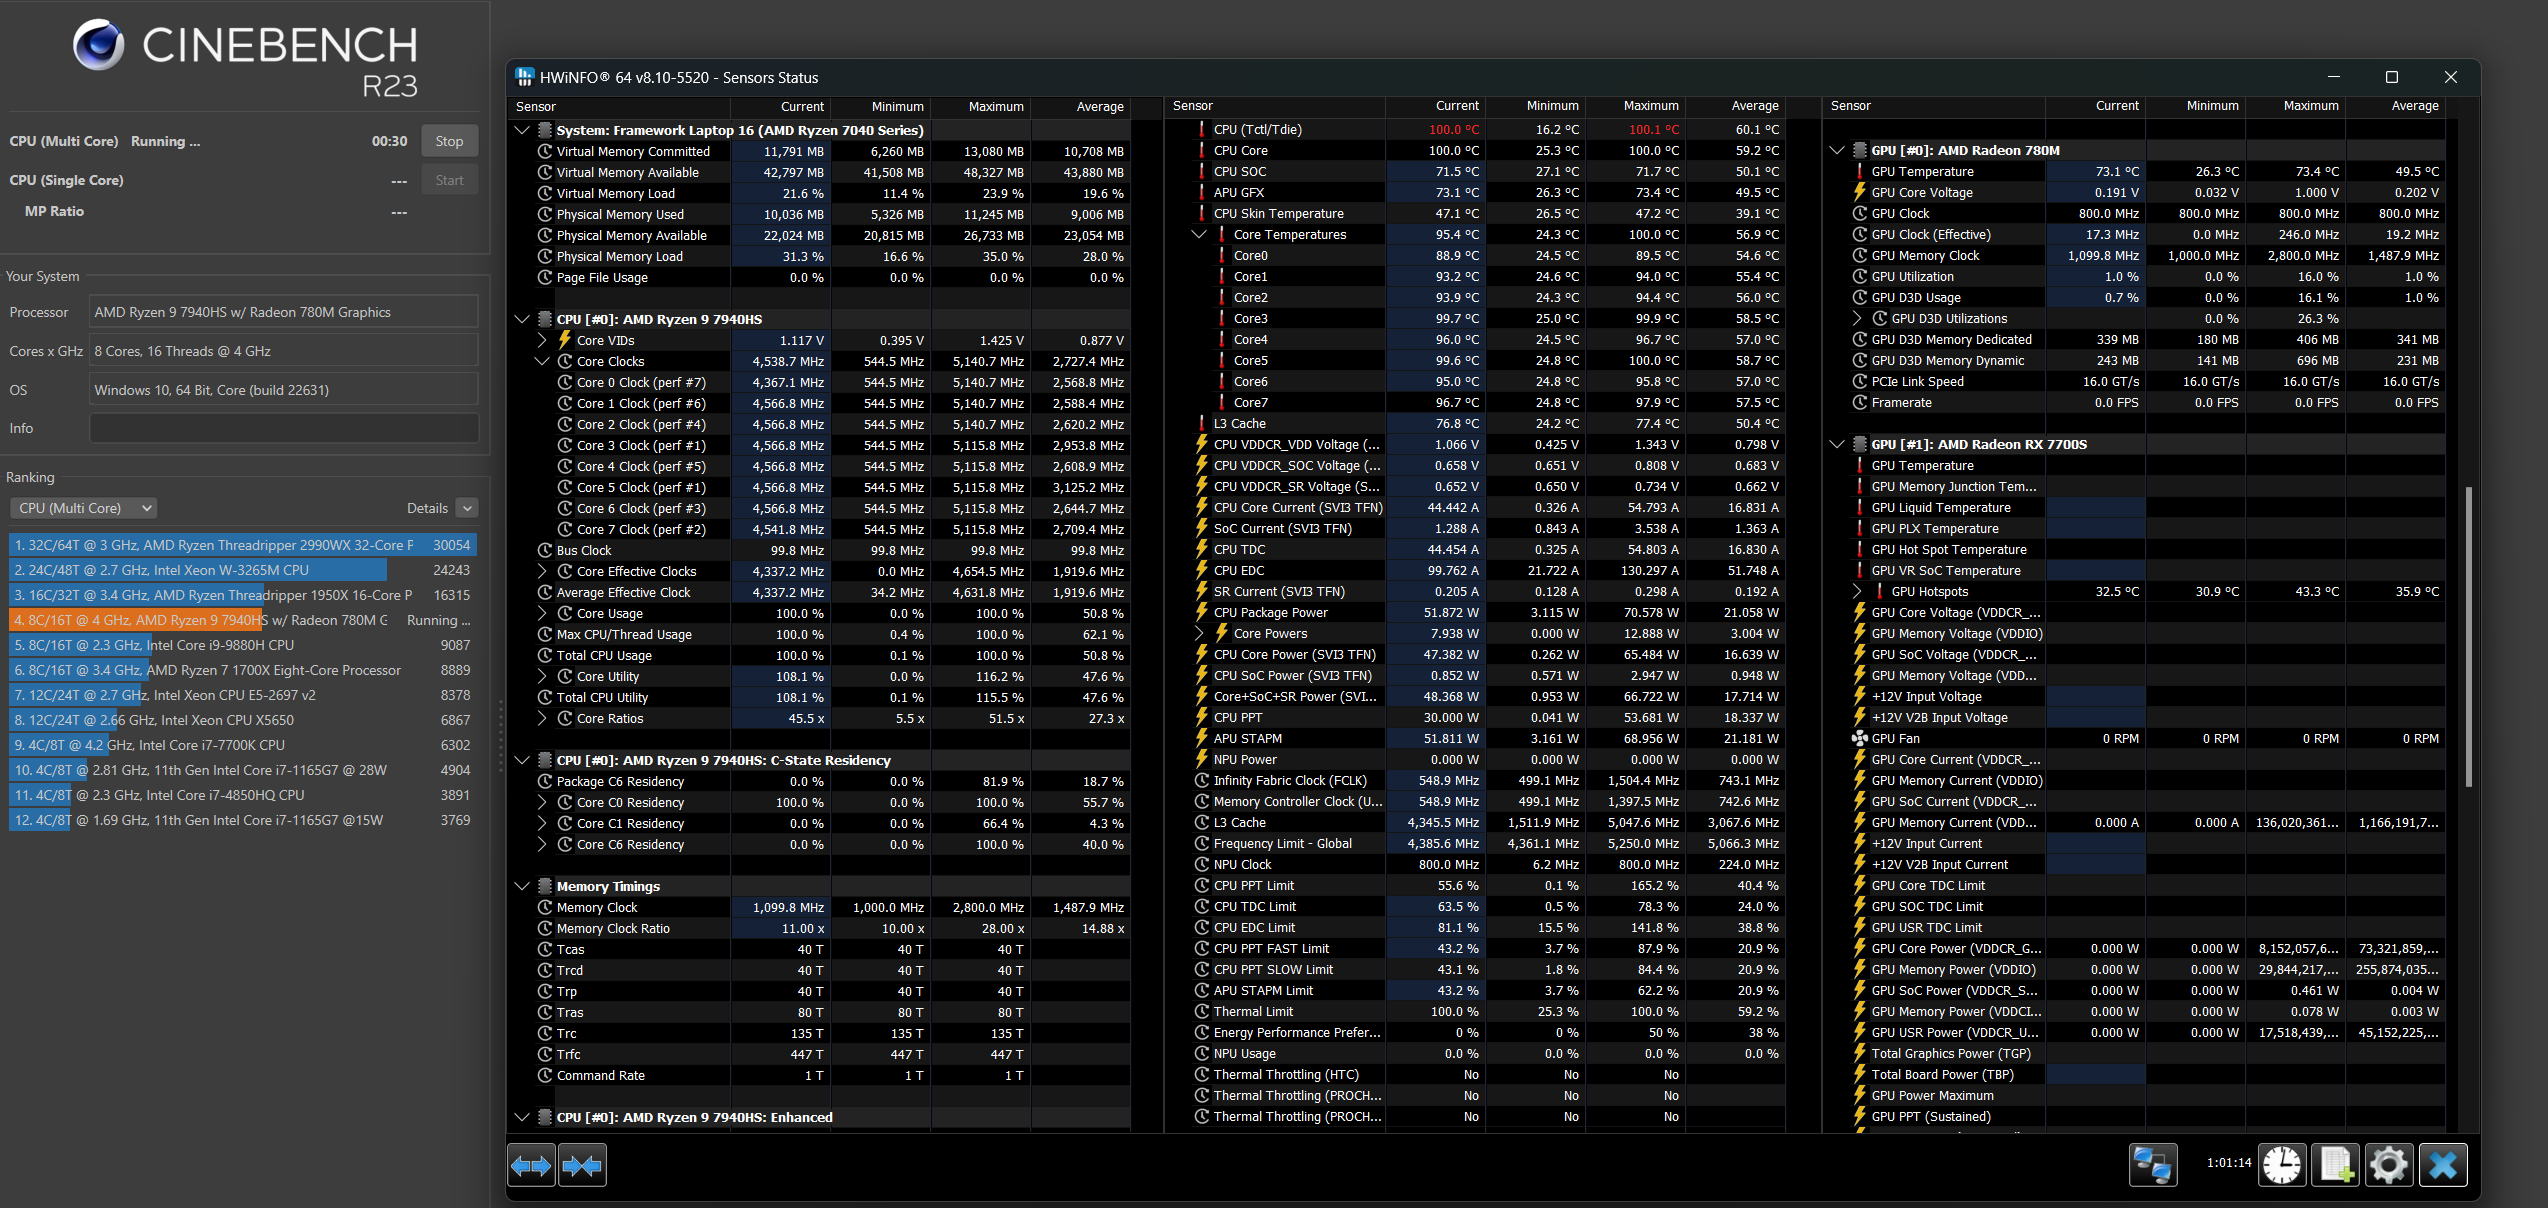 CINEBENCH
R23
CPU (Multi Core) Running ... 00:30 Stop
CPU (Single Core) --- Start
MP Ratio ---
Your System
Processor AMD Ryzen 9 7940HS w/ Radeon 780M Graphics
Cores x GHz 8 Cores, 16 Threads @ 4 GHz
OS Windows 10, 64 Bit, Core (build 22631)
Info
Ranking
CPU (Multi Core) Details
1. 32C/64T @ 3 GHz, AMD Ryzen Threadripper 2990WX 32-Core P 30054
2. 24C/48T @ 2.7 GHz, Intel Xeon W-3265M CPU 24243
3. 16C/32T @ 3.4 GHz, AMD Ryzen Threadripper 1950X 16-Core P 16315
4. 8C/16T @ 4 GHz, AMD Ryzen 9 7940HS w/ Radeon 780M G Running ...
5. 8C/16T @ 2.3 GHz, Intel Core i9-9880H CPU 9087
6. 8C/16T @ 3.4 GHz, AMD Ryzen 7 1700X Eight-Core Processor 8889
7. 12C/24T @ 2.7 GHz, Intel Xeon CPU E5-2697 v2 8378
8. 12C/24T @ 2.66 GHz, Intel Xeon CPU X5650 6867
9. 4C/8T @ 4.2 GHz, Intel Core i7-7700K CPU 6302
10. 4C/8T @ 2.81 GHz, 11th Gen Intel Core i7-1165G7 @ 28W 4904
11. 4C/8T @ 2.3 GHz, Intel Core i7-4850HQ CPU 3891
12. 4C/8T @ 1.69 GHz, 11th Gen Intel Core i7-1165G7 @15W 3769
HWiNFO® 64 v8.10-5520 - Sensors Status
Sensor Current Minimum Maximum Average
System: Framework Laptop 16 (AMD Ryzen 7040 Series)
Virtual Memory Committed 11,791 MB 6,260 MB 13,080 MB 10,708 MB
Virtual Memory Available 42,797 MB 41,508 MB 48,327 MB 43,880 MB
Virtual Memory Load 21.6 % 11.4 % 23.9 % 19.6 %
Physical Memory Used 10,036 MB 5,326 MB 11,245 MB 9,006 MB
Physical Memory Available 22,024 MB 20,815 MB 26,733 MB 23,054 MB
Physical Memory Load 31.3 % 16.6 % 35.0 % 28.0 %
Page File Usage 0.0 % 0.0 % 0.0 % 0.0 %
CPU [#0]: AMD Ryzen 9 7940HS
Core VIDs 1.117 V 0.395 V 1.425 V 0.877 V
Core Clocks 4,538.7 MHz 544.5 MHz 5,140.7 MHz 2,727.4 MHz
Core 0 Clock (perf #7) 4,367.1 MHz 544.5 MHz 5,140.7 MHz 2,568.8 MHz
Core 1 Clock (perf #6) 4,566.8 MHz 544.5 MHz 5,140.7 MHz 2,588.4 MHz
Core 2 Clock (perf #4) 4,566.8 MHz 544.5 MHz 5,140.7 MHz 2,620.2 MHz
Core 3 Clock (perf #1) 4,566.8 MHz 544.5 MHz 5,115.8 MHz 2,953.8 MHz
Core 4 Clock (perf #5) 4,566.8 MHz 544.5 MHz 5,115.8 MHz 2,608.9 MHz
Core 5 Clock (perf #1) 4,566.8 MHz 544.5 MHz 5,115.8 MHz 3,125.2 MHz
Core 6 Clock (perf #3) 4,566.8 MHz 544.5 MHz 5,115.8 MHz 2,644.7 MHz
Core 7 Clock (perf #2) 4,541.8 MHz 544.5 MHz 5,115.8 MHz 2,709.4 MHz
Bus Clock 99.8 MHz 99.8 MHz 99.8 MHz 99.8 MHz
Core Effective Clocks 4,337.2 MHz 0.0 MHz 4,654.5 MHz 1,919.6 MHz
Average Effective Clock 4,337.2 MHz 34.2 MHz 4,631.8 MHz 1,919.6 MHz
Core Usage 100.0 % 0.0 % 100.0 % 50.8 %
Max CPU/Thread Usage 100.0 % 0.4 % 100.0 % 62.1 %
Total CPU Usage 100.0 % 0.1 % 100.0 % 50.8 %
Core Utility 108.1 % 0.0 % 116.2 % 47.6 %
Total CPU Utility 108.1 % 0.1 % 115.5 % 47.6 %
Core Ratios 45.5 x 5.5 x 51.5 x 27.3 x
CPU [#0]: AMD Ryzen 9 7940HS: C-State Residency
Package C6 Residency 0.0 % 0.0 % 81.9 % 18.7 %
Core C0 Residency 100.0 % 0.0 % 100.0 % 55.7 %
Core C1 Residency 0.0 % 0.0 % 66.4 % 4.3 %
Core C6 Residency 0.0 % 0.0 % 100.0 % 40.0 %
Memory Timings
Memory Clock 1,099.8 MHz 1,000.0 MHz 2,800.0 MHz 1,487.9 MHz
Memory Clock Ratio 11.00 x 10.00 x 28.00 x 14.88 x
Tcas 40 T 40 T 40 T
Trcd 40 T 40 T 40 T
Trp 40 T 40 T 40 T
Tras 80 T 80 T 80 T
Trc 135 T 135 T 135 T
Trfc 447 T 447 T 447 T
Command Rate 1 T 1 T 1 T
CPU [#0]: AMD Ryzen 9 7940HS: Enhanced
Sensor Current Minimum Maximum Average
CPU (Tctl/Tdie) 100.0 °C 16.2 °C 100.1 °C 60.1 °C
CPU Core 100.0 °C 25.3 °C 100.0 °C 59.2 °C
CPU SOC 71.5 °C 27.1 °C 71.7 °C 50.1 °C
APU GFX 73.1 °C 26.3 °C 73.4 °C 49.5 °C
CPU Skin Temperature 47.1 °C 26.5 °C 47.2 °C 39.1 °C
Core Temperatures 95.4 °C 24.3 °C 100.0 °C 56.9 °C
Core0 88.9 °C 24.5 °C 89.5 °C 54.6 °C
Core1 93.2 °C 24.6 °C 94.0 °C 55.4 °C
Core2 93.9 °C 24.3 °C 94.4 °C 56.0 °C
Core3 99.7 °C 25.0 °C 99.9 °C 58.5 °C
Core4 96.0 °C 24.5 °C 96.7 °C 57.0 °C
Core5 99.6 °C 24.8 °C 100.0 °C 58.7 °C
Core6 95.0 °C 24.8 °C 95.8 °C 57.0 °C
Core7 96.7 °C 24.8 °C 97.9 °C 57.5 °C
L3 Cache 76.8 °C 24.2 °C 77.4 °C 50.4 °C
CPU VDDCR_VDD Voltage (... 1.066 V 0.425 V 1.343 V 0.798 V
CPU VDDCR_SOC Voltage (... 0.658 V 0.651 V 0.808 V 0.683 V
CPU VDDCR_SR Voltage (S... 0.652 V 0.650 V 0.734 V 0.662 V
CPU Core Current (SVI3 TFN) 44.442 A 0.326 A 54.793 A 16.831 A
SoC Current (SVI3 TFN) 1.288 A 0.843 A 3.538 A 1.363 A
CPU TDC 44.454 A 0.325 A 54.803 A 16.830 A
CPU EDC 99.762 A 21.722 A 130.297 A 51.748 A
SR Current (SVI3 TFN) 0.205 A 0.128 A 0.298 A 0.192 A
CPU Package Power 51.872 W 3.115 W 70.578 W 21.058 W
Core Powers 7.938 W 0.000 W 12.888 W 3.004 W
CPU Core Power (SVI3 TFN) 47.382 W 0.262 W 65.484 W 16.639 W
CPU SoC Power (SVI3 TFN) 0.852 W 0.571 W 2.947 W 0.948 W
Core+SoC+SR Power (SVI... 48.368 W 0.953 W 66.722 W 17.714 W
CPU PPT 30.000 W 0.041 W 53.681 W 18.337 W
APU STAPM 51.811 W 3.161 W 68.956 W 21.181 W
NPU Power 0.000 W 0.000 W 0.000 W 0.000 W
Infinity Fabric Clock (FCLK) 548.9 MHz 499.1 MHz 1,504.4 MHz 743.1 MHz
Memory Controller Clock (U... 548.9 MHz 499.1 MHz 1,397.5 MHz 742.6 MHz
L3 Cache 4,345.5 MHz 1,511.9 MHz 5,047.6 MHz 3,067.6 MHz
Frequency Limit - Global 4,385.6 MHz 4,361.1 MHz 5,250.0 MHz 5,066.3 MHz
NPU Clock 800.0 MHz 6.2 MHz 800.0 MHz 224.0 MHz
CPU PPT Limit 55.6 % 0.1 % 165.2 % 40.4 %
CPU TDC Limit 63.5 % 0.5 % 78.3 % 24.0 %
CPU EDC Limit 81.1 % 15.5 % 141.8 % 38.8 %
CPU PPT FAST Limit 43.2 % 3.7 % 87.9 % 20.9 %
CPU PPT SLOW Limit 43.1 % 1.8 % 84.4 % 20.9 %
APU STAPM Limit 43.2 % 3.7 % 62.2 % 20.9 %
Thermal Limit 100.0 % 25.3 % 100.0 % 59.2 %
Energy Performance Prefer... 0 % 0 % 50 % 38 %
NPU Usage 0.0 % 0.0 % 0.0 % 0.0 %
Thermal Throttling (HTC) No No No
Thermal Throttling (PROCH... No No No
Thermal Throttling (PROCH... No No No
Sensor Current Minimum Maximum Average
GPU [#0]: AMD Radeon 780M
GPU Temperature 73.1 °C 26.3 °C 73.4 °C 49.5 °C
GPU Core Voltage 0.191 V 0.032 V 1.000 V 0.202 V
GPU Clock 800.0 MHz 800.0 MHz 800.0 MHz 800.0 MHz
GPU Clock (Effective) 17.3 MHz 0.0 MHz 246.0 MHz 19.2 MHz
GPU Memory Clock 1,099.8 MHz 1,000.0 MHz 2,800.0 MHz 1,487.9 MHz
GPU Utilization 1.0 % 0.0 % 16.0 % 1.0 %
GPU D3D Usage 0.7 % 0.0 % 16.1 % 1.0 %
GPU D3D Utilizations 0.0 % 26.3 %
GPU D3D Memory Dedicated 339 MB 180 MB 406 MB 341 MB
GPU D3D Memory Dynamic 243 MB 141 MB 696 MB 231 MB
PCIe Link Speed 16.0 GT/s 16.0 GT/s 16.0 GT/s 16.0 GT/s
Framerate 0.0 FPS 0.0 FPS 0.0 FPS 0.0 FPS
GPU [#1]: AMD Radeon RX 7700S
GPU Temperature
GPU Memory Junction Tem...
GPU Liquid Temperature
GPU PLX Temperature
GPU Hot Spot Temperature
GPU VR SoC Temperature
GPU Hotspots 32.5 °C 30.9 °C 43.3 °C 35.9 °C
GPU Core Voltage (VDDCR_...
GPU Memory Voltage (VDDIO)
GPU SoC Voltage (VDDCR_...
GPU Memory Voltage (VDD...
+12V Input Voltage
+12V V2B Input Voltage
GPU Fan 0 RPM 0 RPM 0 RPM 0 RPM
GPU Core Current (VDDCR_...
GPU Memory Current (VDDIO)
GPU SoC Current (VDDCR_...
GPU Memory Current (VDD... 0.000 A 0.000 A 136,020,361... 1,166,191,7...
+12V Input Current
+12V V2B Input Current
GPU Core TDC Limit
GPU SOC TDC Limit
GPU USR TDC Limit
GPU Core Power (VDDCR_G... 0.000 W 0.000 W 8,152,057,6... 73,321,859,...
GPU Memory Power (VDDIO) 0.000 W 0.000 W 29,844,217,... 255,874,035...
GPU SoC Power (VDDCR_S... 0.000 W 0.000 W 0.461 W 0.004 W
GPU Memory Power (VDDCI... 0.000 W 0.000 W 0.078 W 0.003 W
GPU USR Power (VDDCR_U... 0.000 W 0.000 W 17,518,439,... 45,152,225,...
Total Graphics Power (TGP)
Total Board Power (TBP)
GPU Power Maximum
GPU PPT (Sustained)
1:01:14